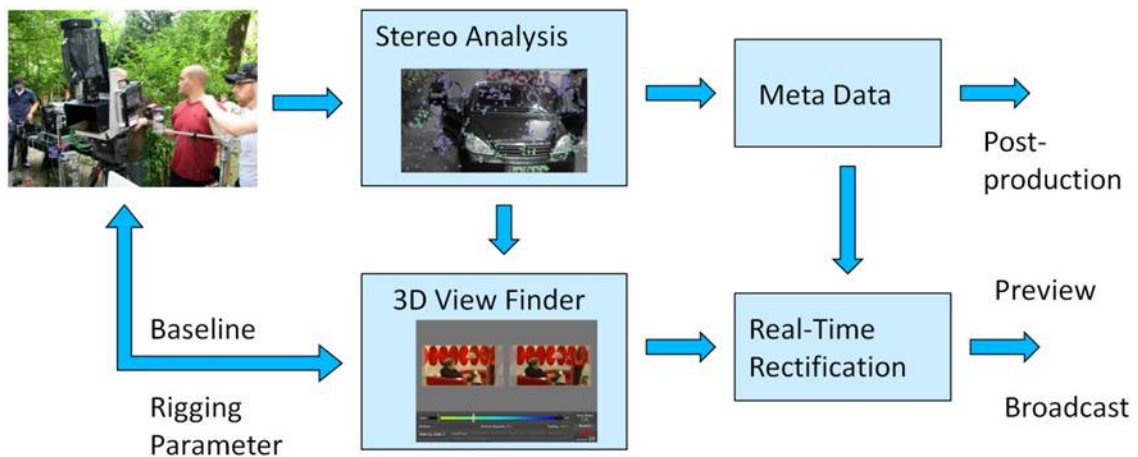 Stereo Analysis
Meta Data
Post-
production
3D View Finder
Baseline
Rigging
Parameter
Real-Time
Rectification
Preview
Broadcast